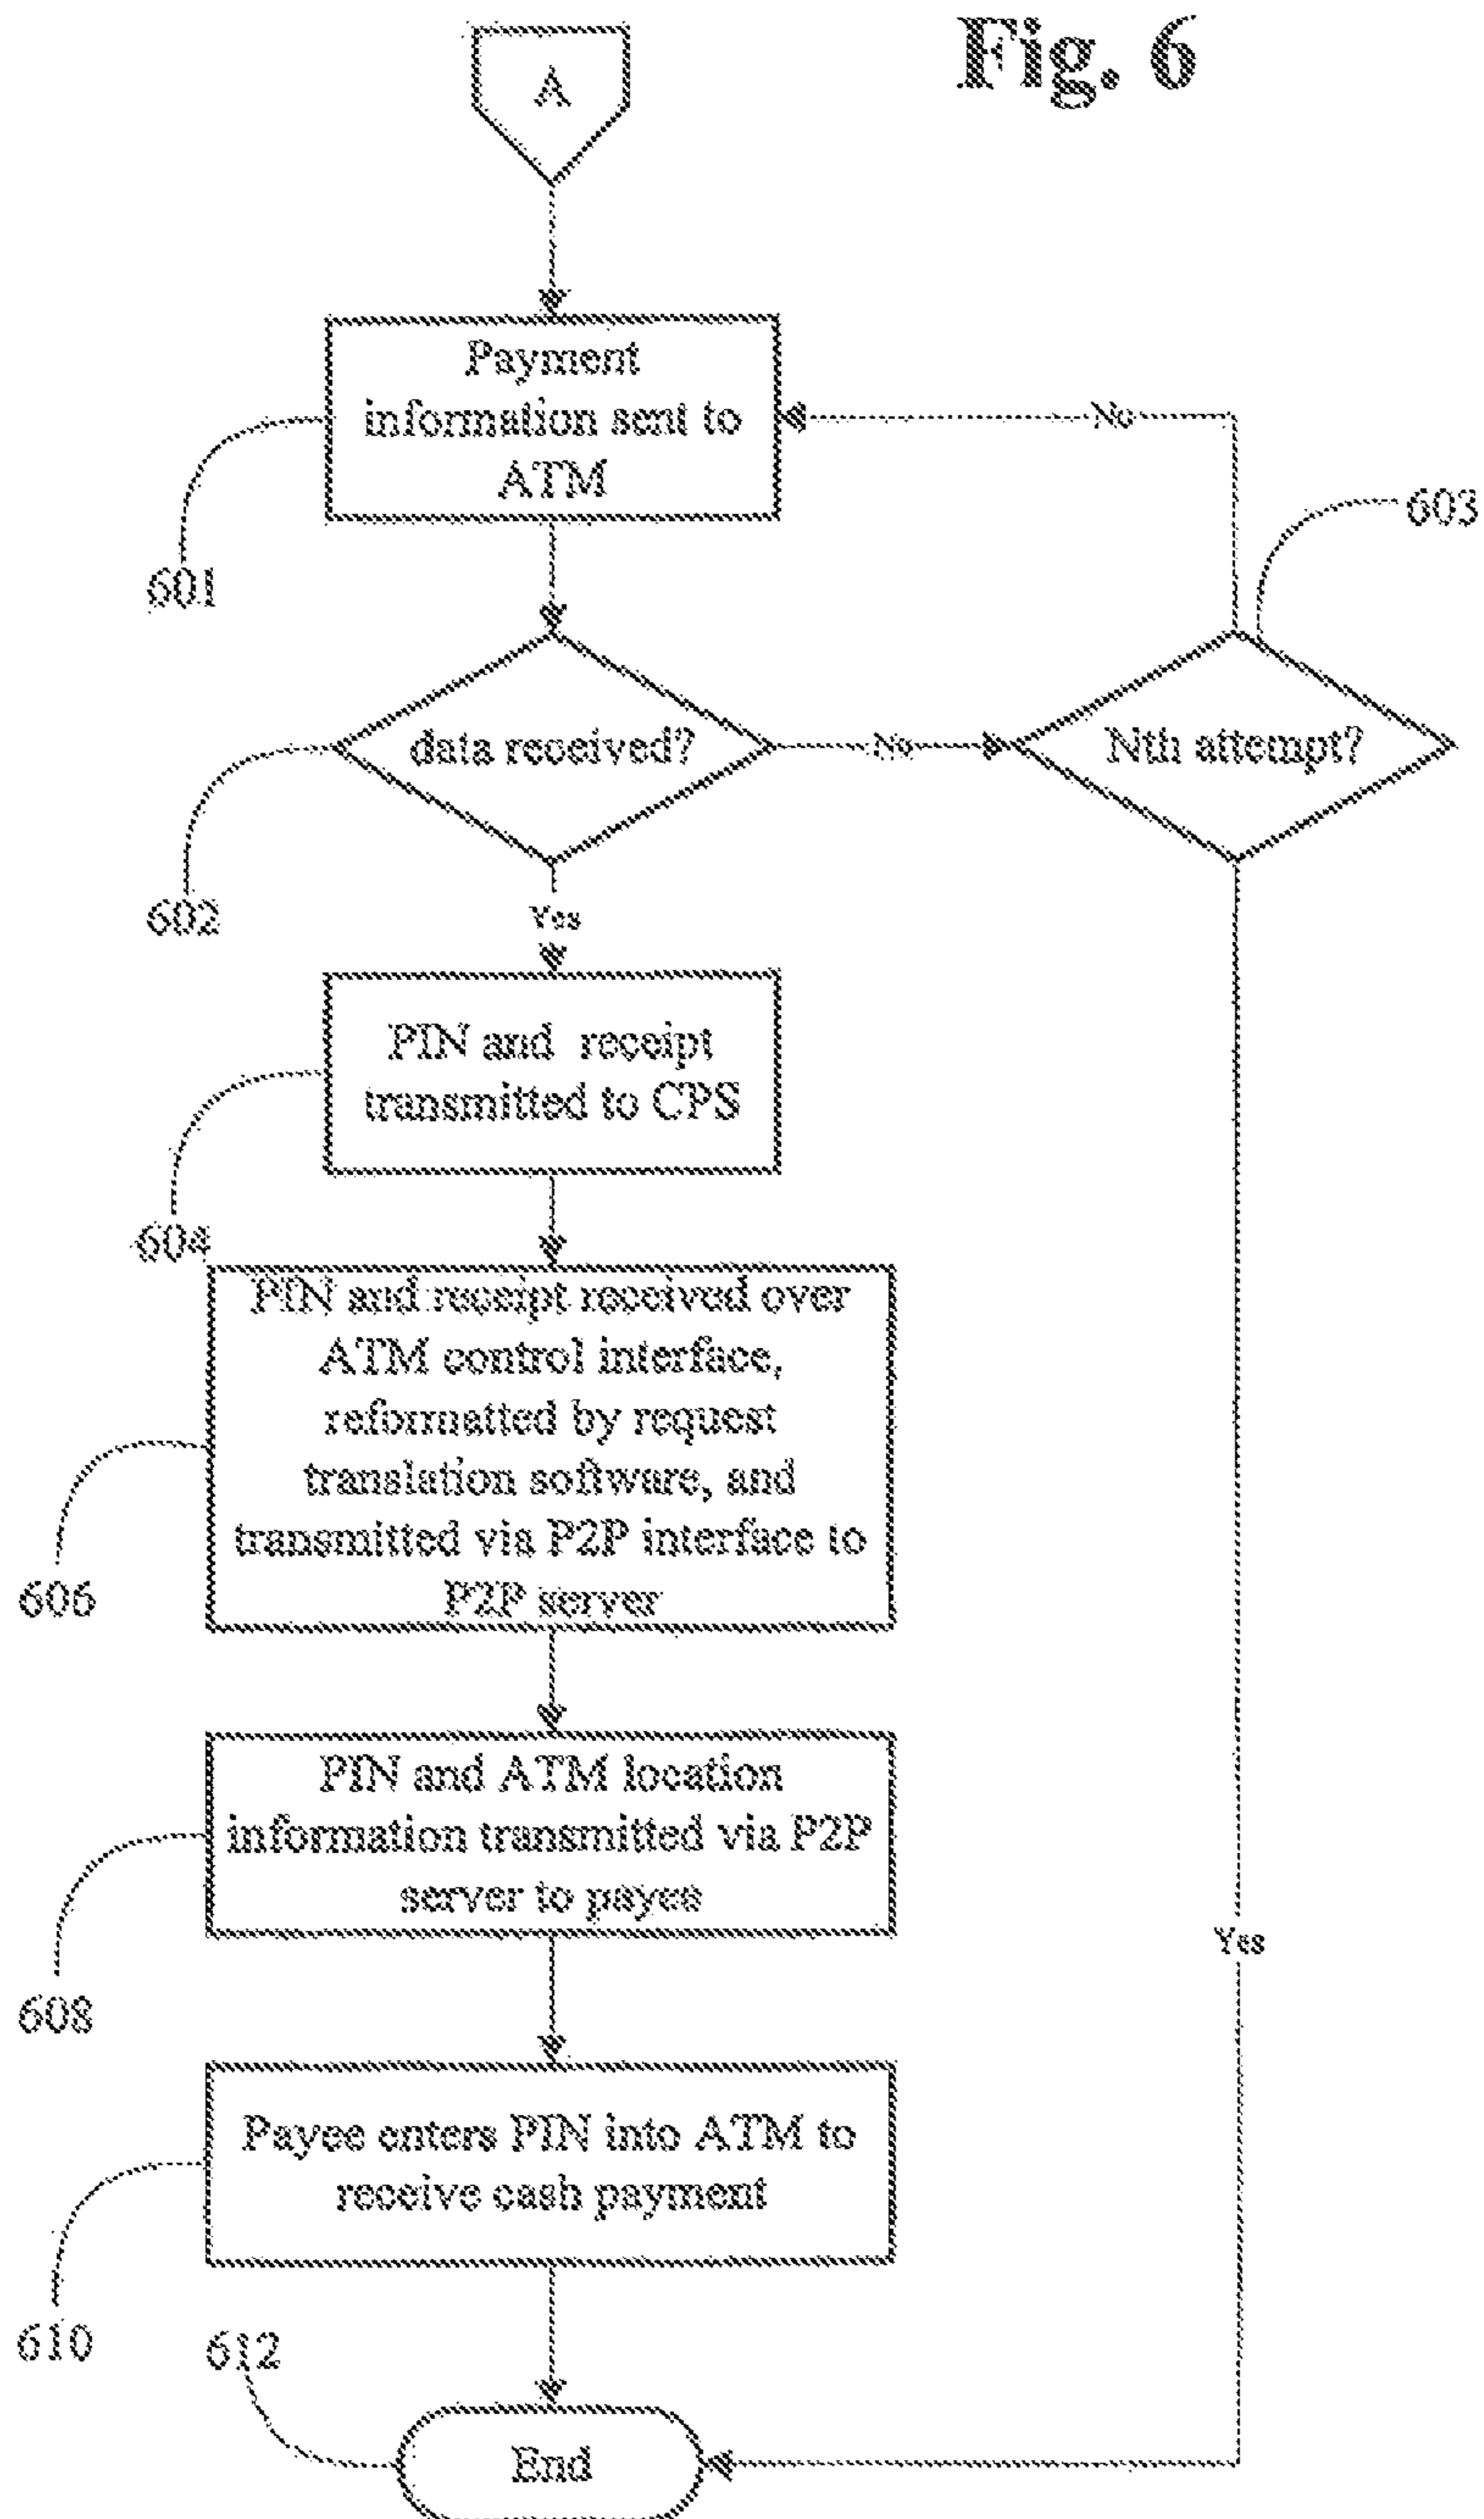 Fig. 6
A
Payment
information sent to
ATM
No
603
601
data received?
No
Nth attempt?
602
Yes
PIN and receipt
transmitted to CPS
604
PIN and receipt received over
ATM control interface,
reformatted by request
translation software, and
transmitted via P2P interface to
P2P server
606
PIN and ATM location
information transmitted via P2P
server to payee
608
Yes
Payee enters PIN into ATM to
receive cash payment
610
612
End